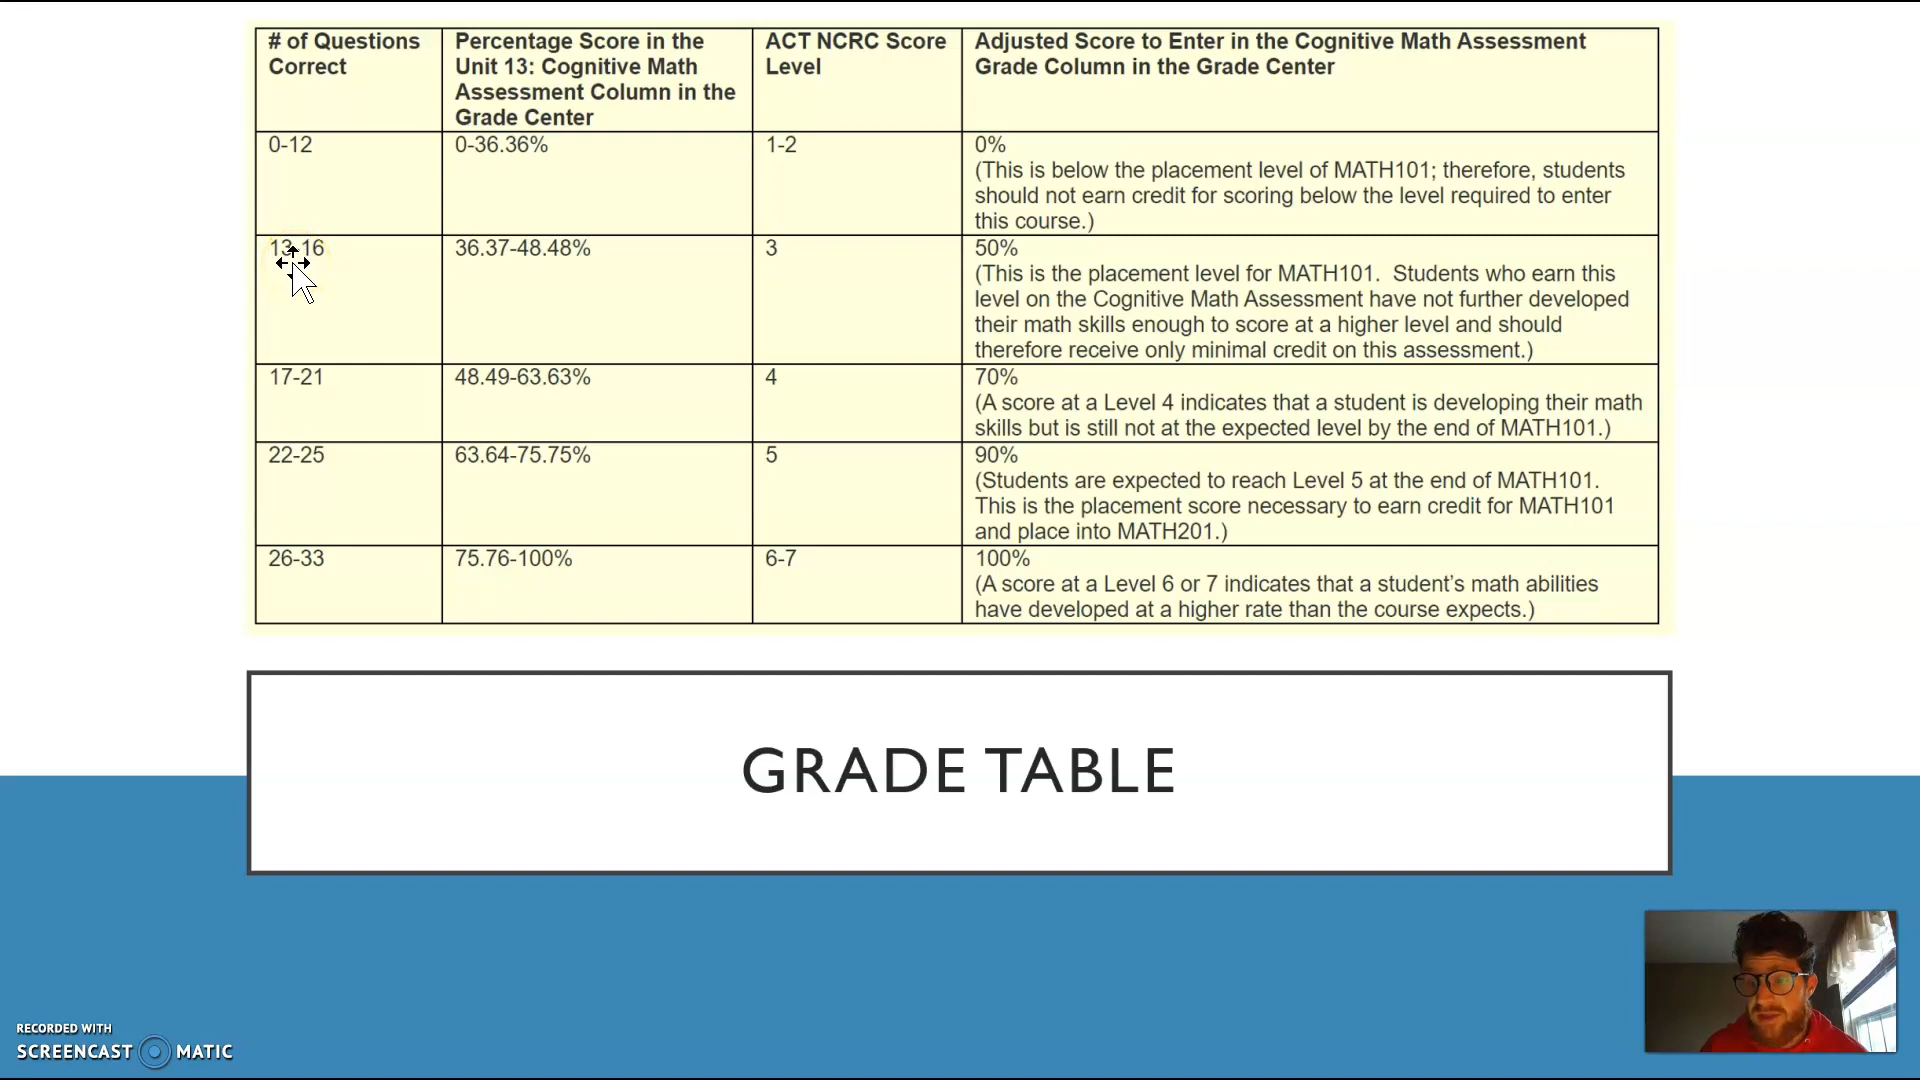 # of Questions
Correct
Percentage Score in the
Unit 13: Cognitive Math
Assessment Column in the
Grade Center
ACT NCRC Score
Level
Adjusted Score to Enter in the Cognitive Math Assessment
Grade Column in the Grade Center
0-12
0-36.36%
1-2
0%
(This is below the placement level of MATH101; therefore, students
should not earn credit for scoring below the level required to enter
this course.)
13-16
36.37-48.48%
3
50%
(This is the placement level for MATH101.  Students who earn this
level on the Cognitive Math Assessment have not further developed
their math skills enough to score at a higher level and should
therefore receive only minimal credit on this assessment.)
17-21
48.49-63.63%
4
70%
(A score at a Level 4 indicates that a student is developing their math
skills but is still not at the expected level by the end of MATH101.)
22-25
63.64-75.75%
5
90%
(Students are expected to reach Level 5 at the end of MATH101.
This is the placement score necessary to earn credit for MATH101
and place into MATH201.)
26-33
75.76-100%
6-7
100%
(A score at a Level 6 or 7 indicates that a student’s math abilities
have developed at a higher rate than the course expects.)
GRADE TABLE
RECORDED WITH
SCREENCAST MATIC